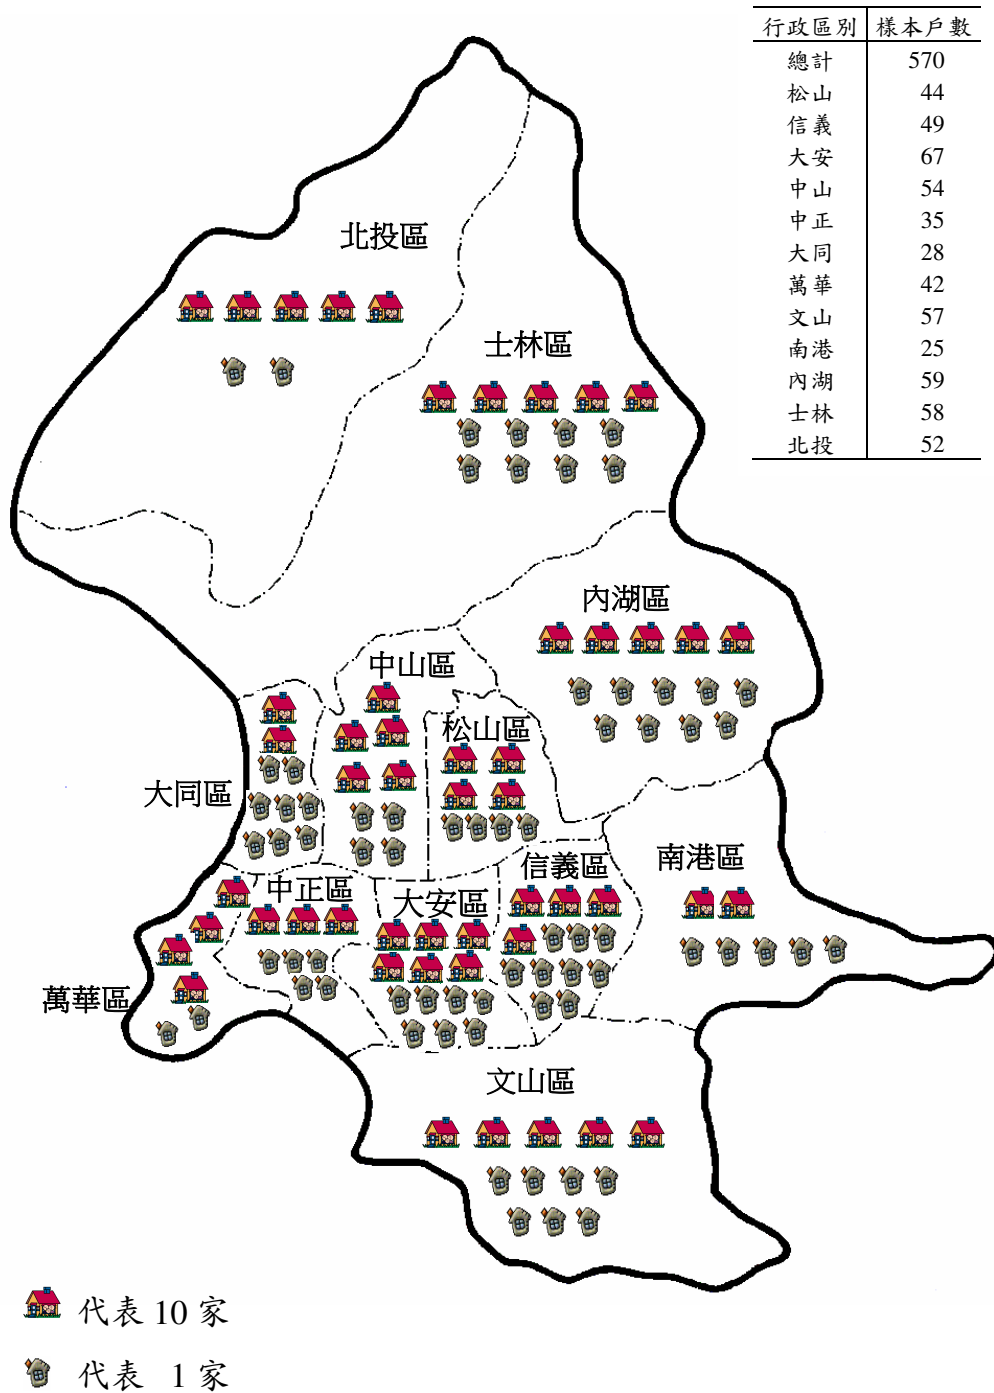 行政區別 樣本戶數
總計 570
松山 44
信義 49
大安 67
中山 54
中正 35
大同 28
萬華 42
文山 57
南港 25
內湖 59
士林 58
北投 52
北投區
士林區
內湖區
中山區
松山區
大同區
信義區
南港區
中正區
大安區
萬華區
文山區
代表 10 家
代表 1 家